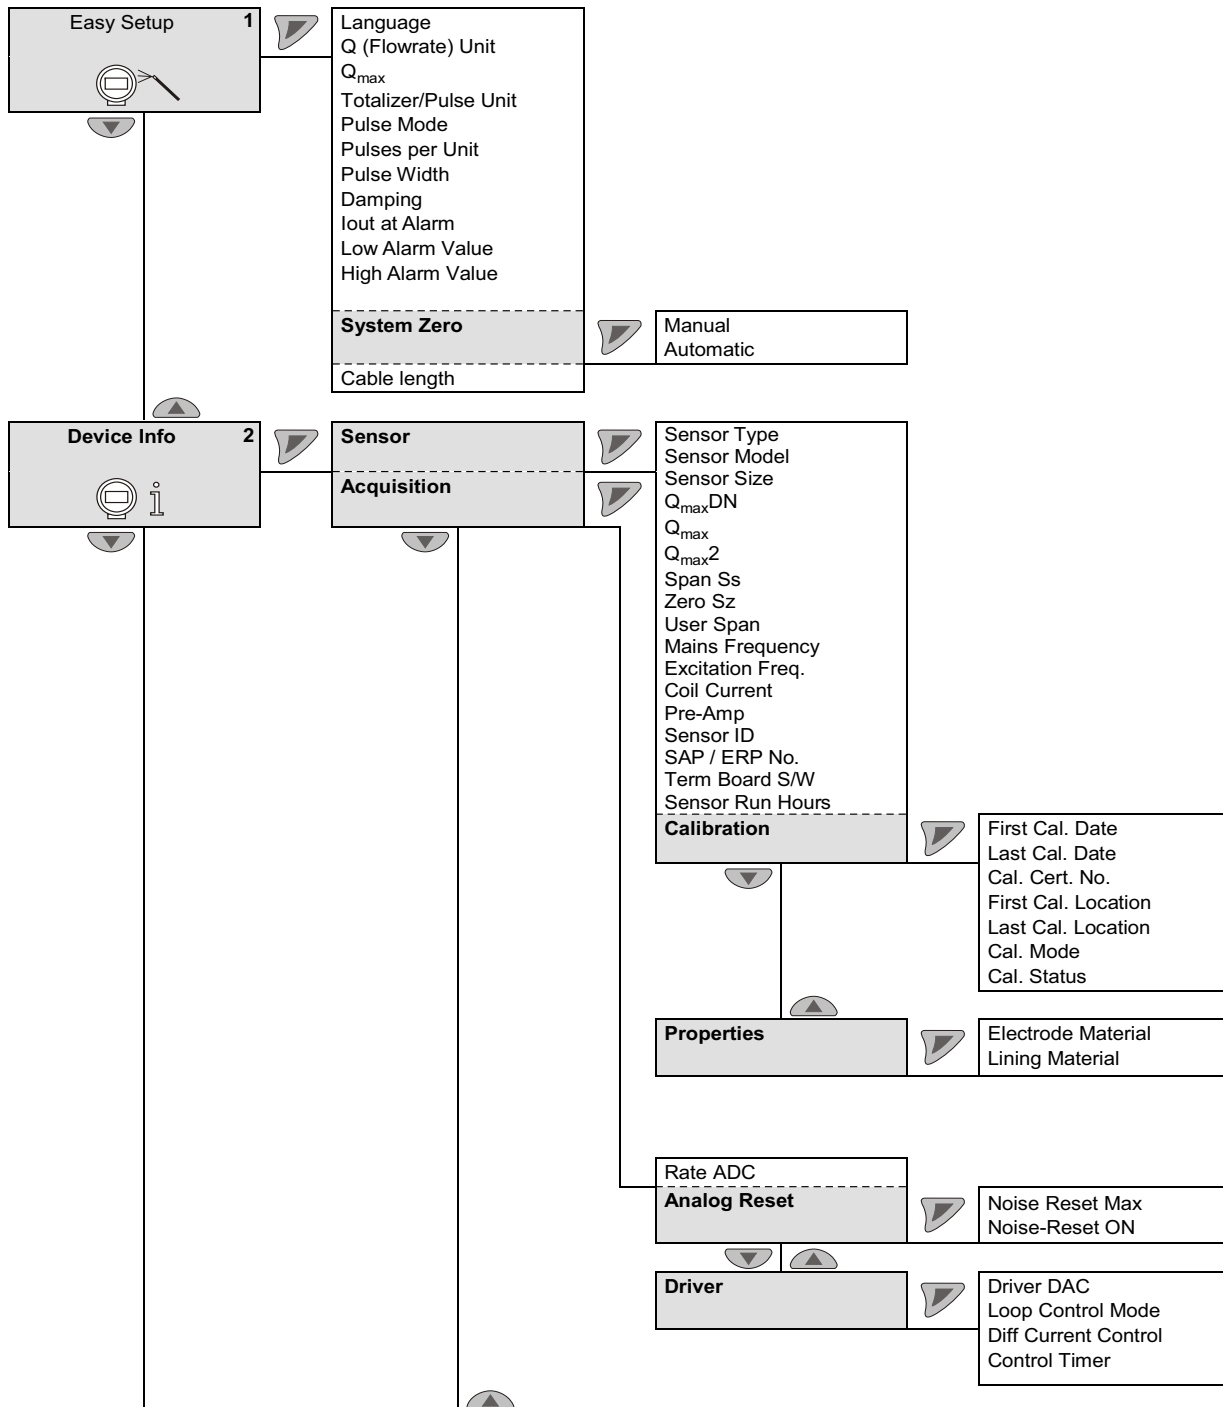 Easy Setup 1
Language
Q (Flowrate) Unit
Qmax
Totalizer/Pulse Unit
Pulse Mode
Pulses per Unit
Pulse Width
Damping
Iout at Alarm
Low Alarm Value
High Alarm Value
System Zero
Manual
Automatic
Cable length
Device Info 2
i
Sensor
Acquisition
Sensor Type
Sensor Model
Sensor Size
QmaxDN
Qmax
Qmax2
Span Ss
Zero Sz
User Span
Mains Frequency
Excitation Freq.
Coil Current
Pre-Amp
Sensor ID
SAP / ERP No.
Term Board S/W
Sensor Run Hours
Calibration
First Cal. Date
Last Cal. Date
Cal. Cert. No.
First Cal. Location
Last Cal. Location
Cal. Mode
Cal. Status
Properties
Electrode Material
Lining Material
Rate ADC
Analog Reset
Noise Reset Max
Noise-Reset ON
Driver
Driver DAC
Loop Control Mode
Diff Current Control
Control Timer